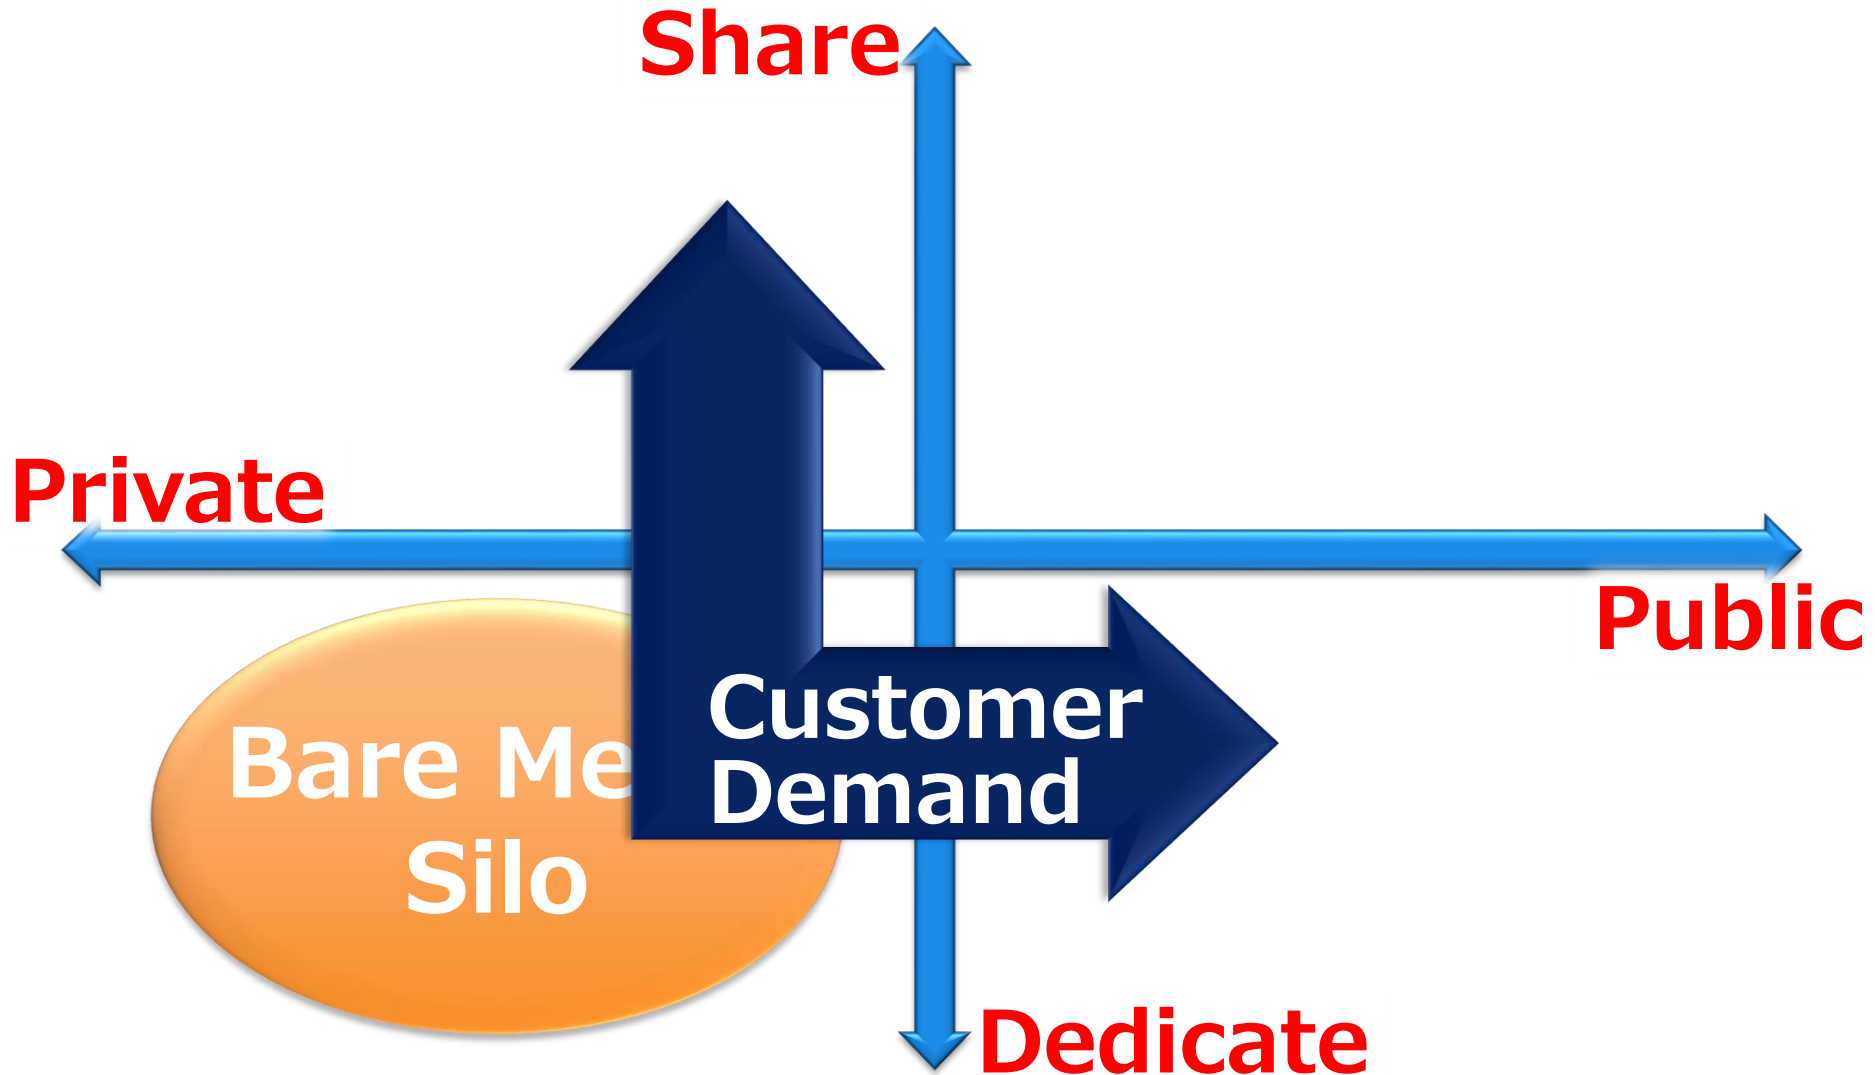 Share
Private
Public
Customer
Demand
Bare Me
Silo
Dedicate